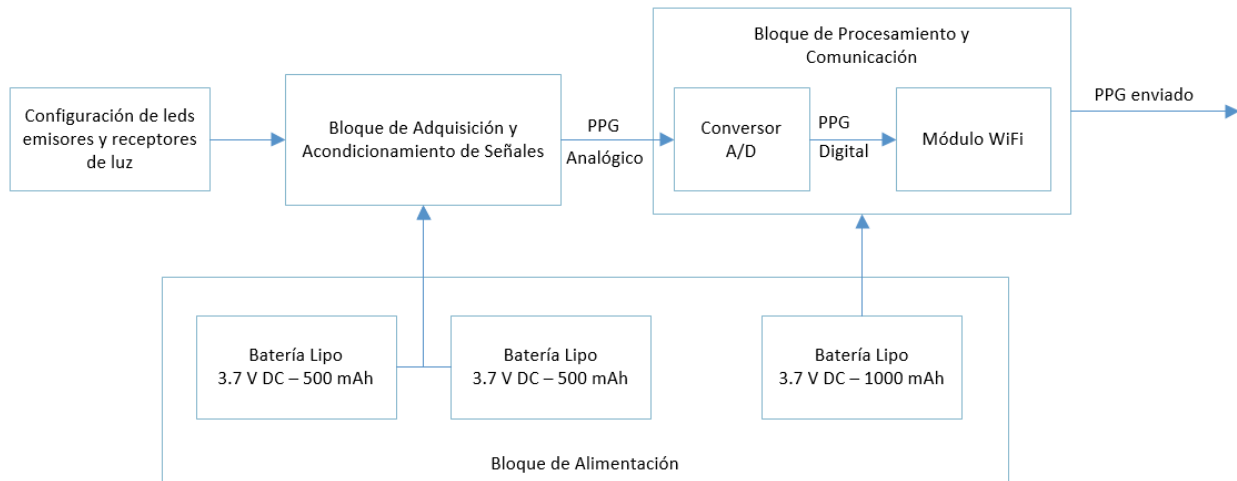 Bloque de Procesamiento y
Comunicación
Configuración de leds
emisores y receptores
de luz
Bloque de Adquisición y
Acondicionamiento de Señales
PPG
Analógico
Conversor
A/D
PPG
Digital
Módulo WiFi
PPG enviado
Batería Lipo
3.7 V DC – 500 mAh
Batería Lipo
3.7 V DC – 500 mAh
Batería Lipo
3.7 V DC – 1000 mAh
Bloque de Alimentación